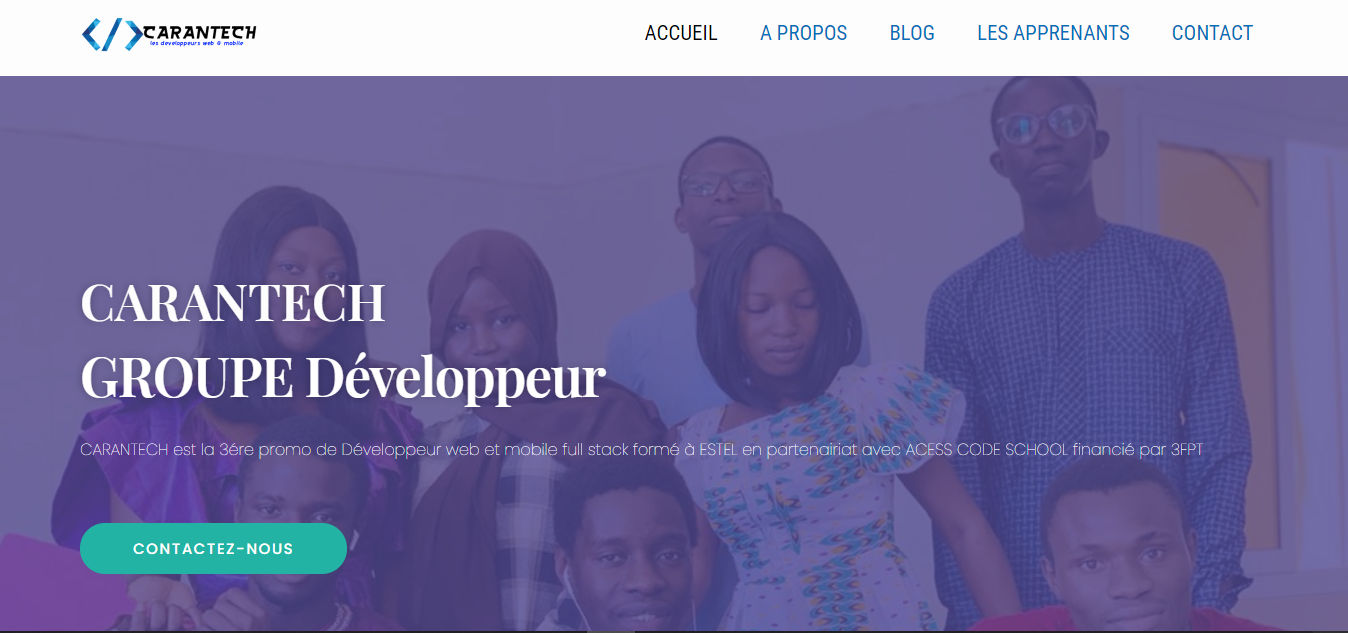 CARANTECH
les developpeurs web & mobile
ACCUEIL
A PROPOS
BLOG
LES APPRENANTS
CONTACT
CARANTECH
GROUPE Développeur
CARANTECH est la 3ére promo de Développeur web et mobile full stack formé à ESTEL en partenairiat avec ACESS CODE SCHOOL financié par 3FPT
CONTACTEZ-NOUS